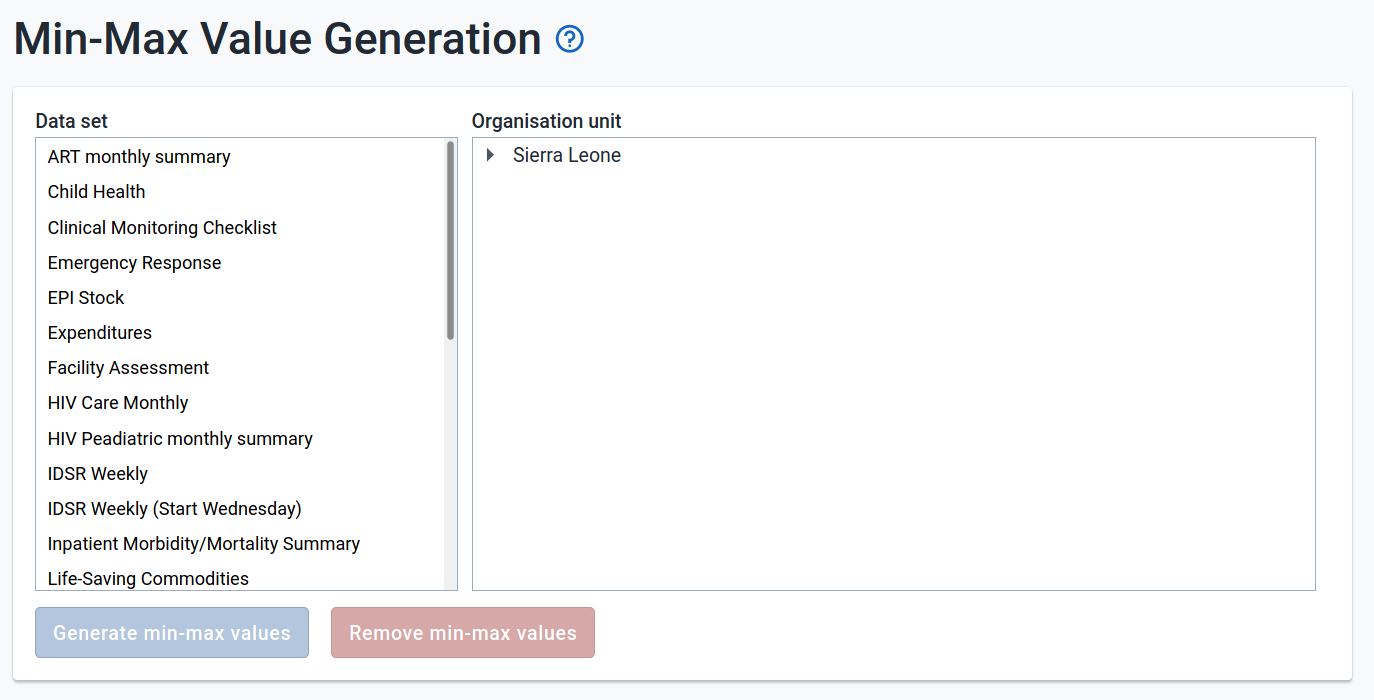 Min-Max Value Generation
Data set
ART monthly summary
Child Health
Clinical Monitoring Checklist
Emergency Response
EPI Stock
Expenditures
Facility Assessment
HIV Care Monthly
HIV Peadiatric monthly summary
IDSR Weekly
IDSR Weekly (Start Wednesday)
Inpatient Morbidity/Mortality Summary
Life-Saving Commodities
Organisation unit
Sierra Leone
Generate min-max values
Remove min-max values